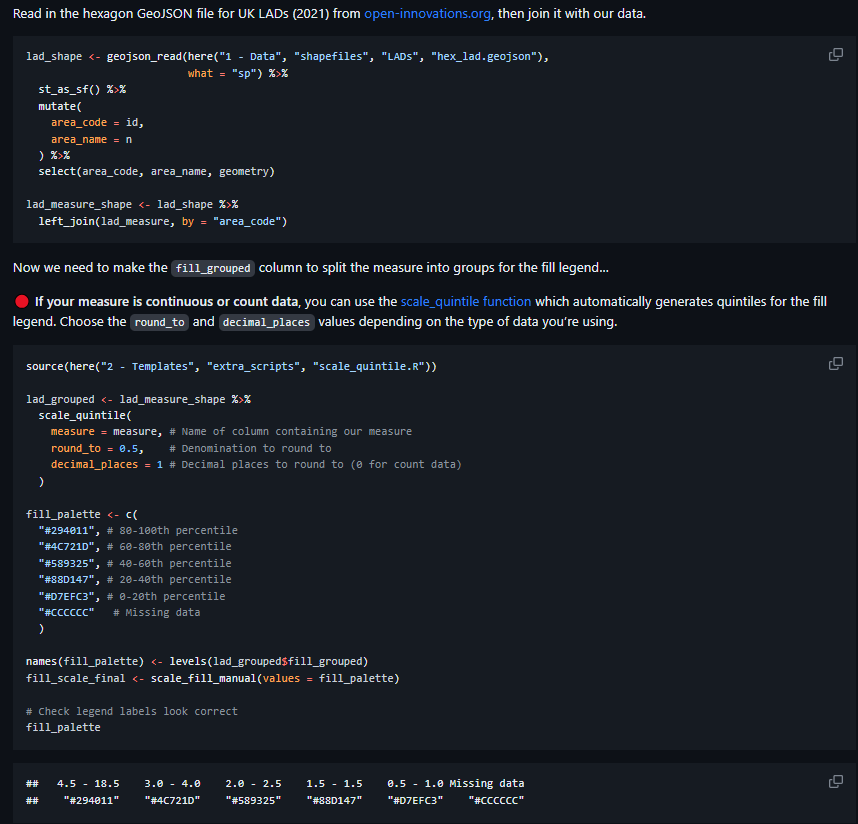 Read in the hexagon GeoJSON file for UK LADs (2021) from open-innovations.org, then join it with our data.
lad_shape <- geojson_read(here("1 - Data", "shapefiles", "LADs", "hex_lad.geojson"),
                          what = "sp") %>%
  st_as_sf() %>%
  mutate(
    area_code = id,
    area_name = n
  ) %>%
  select(area_code, area_name, geometry)
lad_measure_shape <- lad_shape %>%
  left_join(lad_measure, by = "area_code")
Now we need to make the fill_grouped column to split the measure into groups for the fill legend...
🔴 If your measure is continuous or count data, you can use the scale_quintile function which automatically generates quintiles for the fill
legend. Choose the round_to and decimal_places values depending on the type of data you’re using.
source(here("2 - Templates", "extra_scripts", "scale_quintile.R"))
lad_grouped <- lad_measure_shape %>%
  scale_quintile(
    measure = measure, # Name of column containing our measure
    round_to = 0.5,    # Denomination to round to
    decimal_places = 1 # Decimal places to round to (0 for count data)
  )
fill_palette <- c(
  "#294011", # 80-100th percentile
  "#4C721D", # 60-80th percentile
  "#589325", # 40-60th percentile
  "#88D147", # 20-40th percentile
  "#D7EFC3", # 0-20th percentile
  "#CCCCCC"   # Missing data
  )
names(fill_palette) <- levels(lad_grouped$fill_grouped)
fill_scale_final <- scale_fill_manual(values = fill_palette)
# Check legend labels look correct
fill_palette
##   4.5 - 18.5    3.0 - 4.0    2.0 - 2.5    1.5 - 1.5    0.5 - 1.0 Missing data
##    "#294011"    "#4C721D"    "#589325"    "#88D147"    "#D7EFC3"    "#CCCCCC"